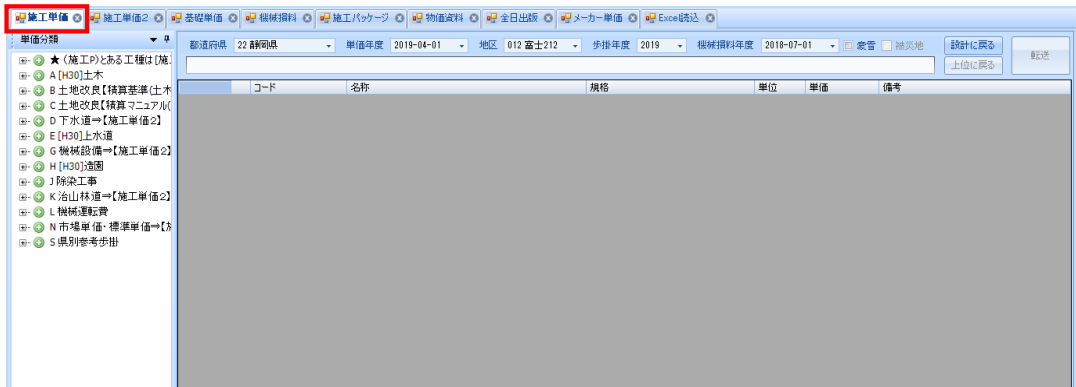 施工単価 施工単価2 基礎単価 機械損料 施工パッケージ 物価資料 全日出版 メーカー単価 Excel読込
単価分類
都道府県 22 静岡県 単価年度 2019-04-01 地区 012 富士212 歩掛年度 2019 機械損料年度 2018-07-01 豪雪 被災地 設計に戻る 転送
上位に戻る
コード 名称 規格 単位 単価 備考
★〈施工P〉とある工種は[施
A [H30]土木
B 土地改良【積算基準(土木
C 土地改良【積算マニュアル(
D 下水道⇒【施工単価2】
E [H30]上水道
G 機械設備⇒【施工単価2】
H [H30]造園
J 除染工事
K 治山林道⇒【施工単価2】
L 機械運転費
N 市場単価・標準単価⇒【施
S 県別参考歩掛